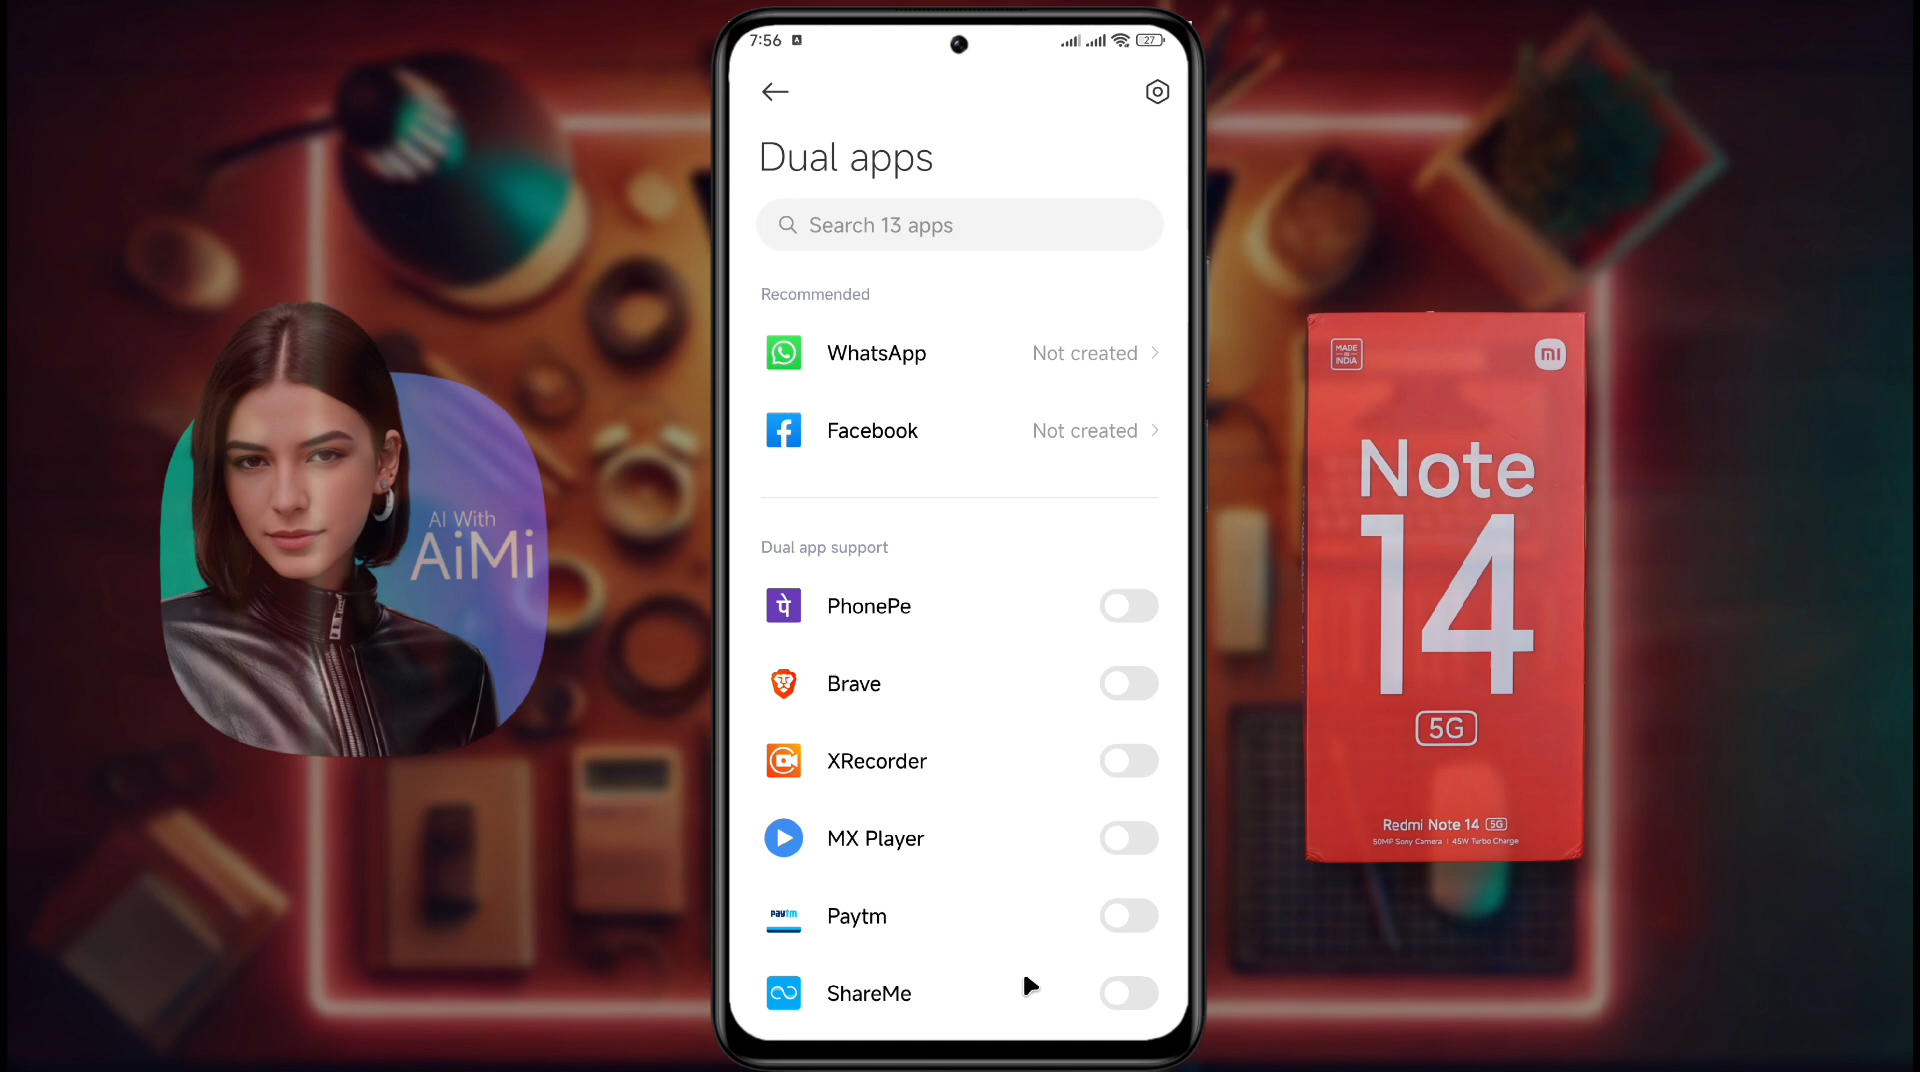 7:56
27
Dual apps
Search 13 apps
Recommended
WhatsApp
Not created
Facebook
Not created
Dual app support
PhonePe
Brave
XRecorder
MX Player
Paytm
ShareMe
AI With
AiMi
MADE
IN
INDIA
mi
Note
14
5G
Redmi Note 14 5G
50MP Sony Camera | 45W Turbo Charge
पे
paytm